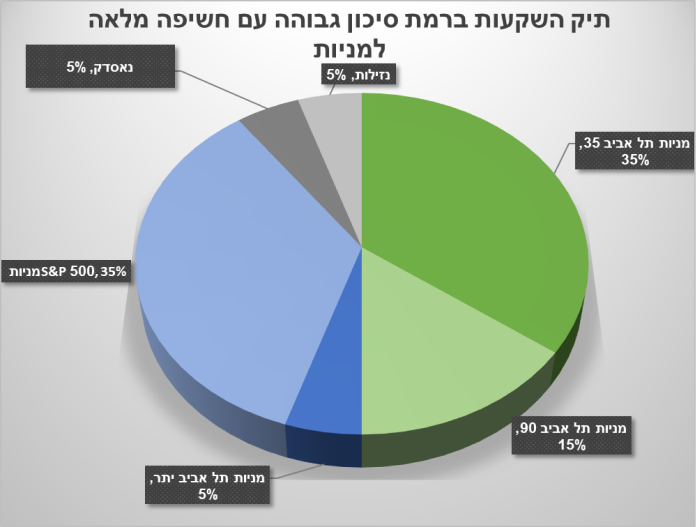 תיק השקעות ברמת סיכון גבוהה עם חשיפה מלאה
למניות
נזילות, 5%
נאסדק, 5%
מניות תל אביב 35,
35%
מניות S&P 500, 35%
מניות תל אביב 90,
15%
מניות תל אביב יתר,
5%